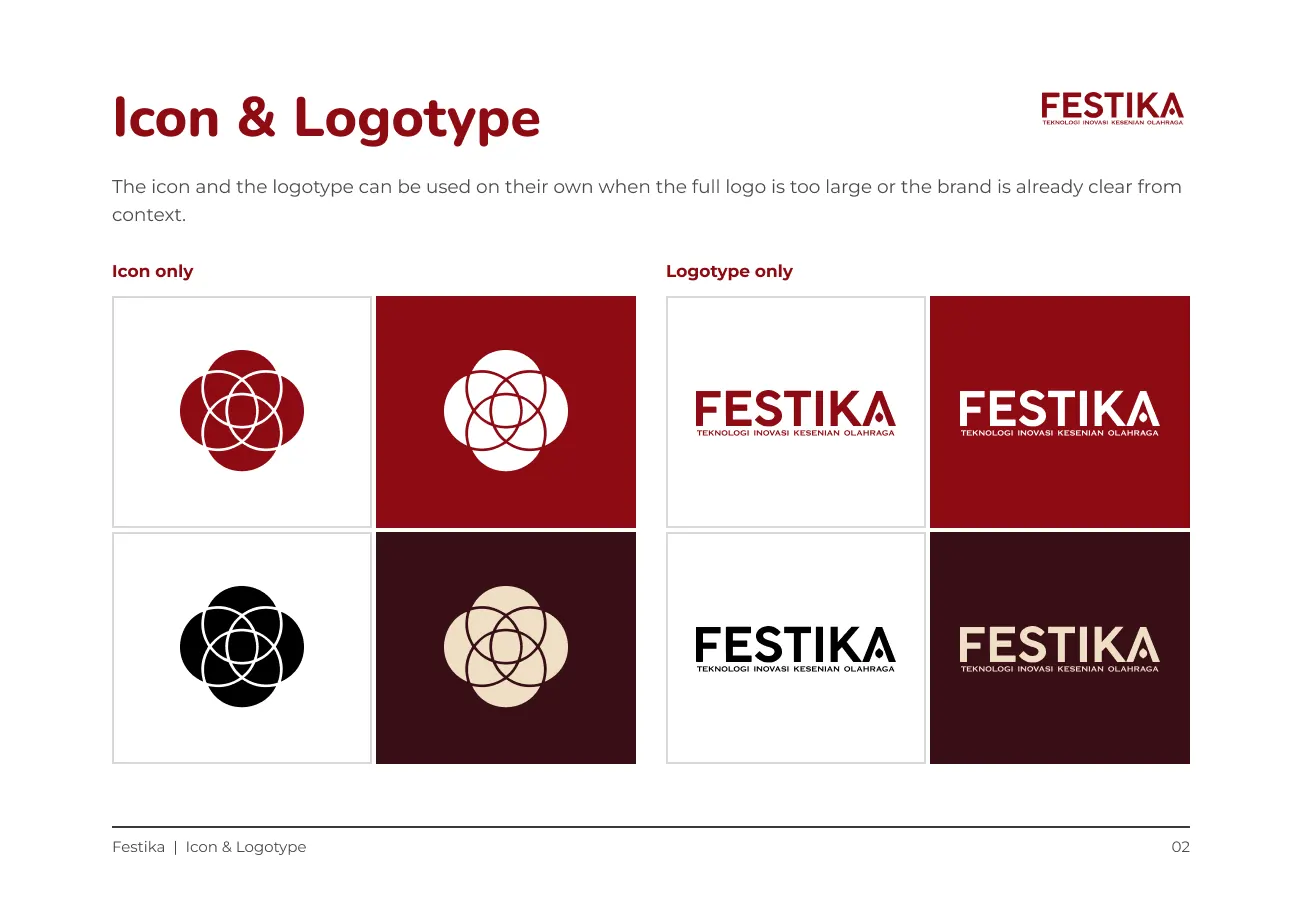 Icon & Logotype
FESTIKA
TEKNOLOGI INOVASI KESENIAN OLAHRAGA
The icon and the logotype can be used on their own when the full logo is too large or the brand is already clear from
context.
Icon only
Logotype only
FESTIKA
TEKNOLOGI INOVASI KESENIAN OLAHRAGA
FESTIKA
TEKNOLOGI INOVASI KESENIAN OLAHRAGA
FESTIKA
TEKNOLOGI INOVASI KESENIAN OLAHRAGA
FESTIKA
TEKNOLOGI INOVASI KESENIAN OLAHRAGA
Festika | Icon & Logotype
02